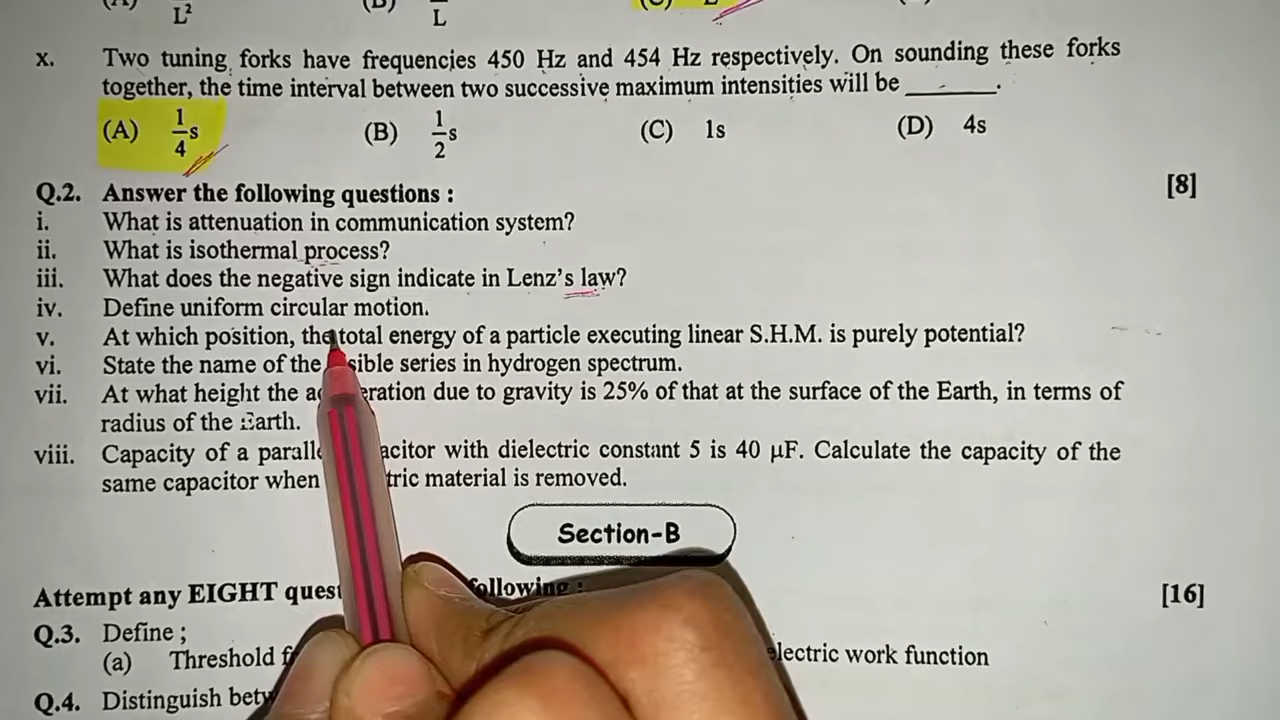 L²
L
x. Two tuning forks have frequencies 450 Hz and 454 Hz respectively. On sounding these forks
together, the time interval between two successive maximum intensities will be ______.
(A) 1/4 s (B) 1/2 s (C) 1s (D) 4s
Q.2. Answer the following questions : [8]
i. What is attenuation in communication system?
ii. What is isothermal process?
iii. What does the negative sign indicate in Lenz's law?
iv. Define uniform circular motion.
v. At which position, the total energy of a particle executing linear S.H.M. is purely potential?
vi. State the name of the sible series in hydrogen spectrum.
vii. At what height the a eration due to gravity is 25% of that at the surface of the Earth, in terms of
radius of the Earth.
viii. Capacity of a paralle acitor with dielectric constant 5 is 40 μF. Calculate the capacity of the
same capacitor when tric material is removed.
Section-B
Attempt any EIGHT quest following : [16]
Q.3. Define ;
(a) Threshold f electric work function
Q.4. Distinguish betw